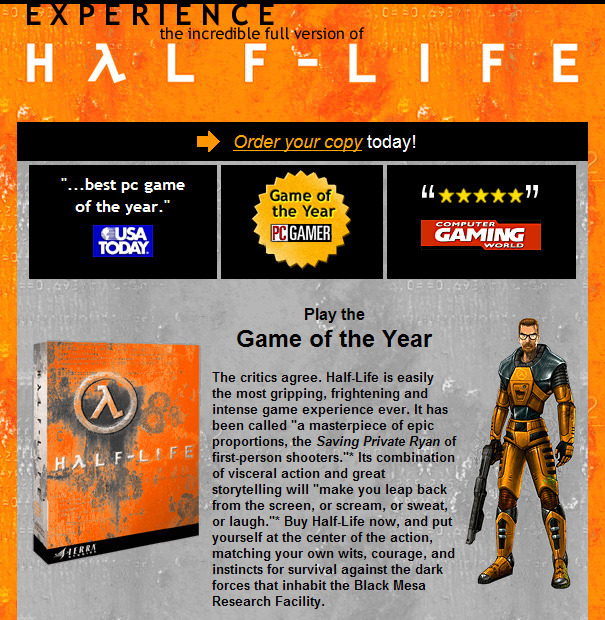 EXPERIENCE
the incredible full version of
HλLF-LIFE
Order your copy today!
"...best pc game
of the year."
USA
TODAY.
Game of
the Year
PC GAMER
“★★★★★”
COMPUTER
GAMING
WORLD
Play the
Game of the Year
The critics agree. Half-Life is easily
the most gripping, frightening and
intense game experience ever. It has
been called "a masterpiece of epic
proportions, the Saving Private Ryan of
first-person shooters."* Its combination
of visceral action and great
storytelling will "make you leap back
from the screen, or scream, or sweat,
or laugh."* Buy Half-Life now, and put
yourself at the center of the action,
matching your own wits, courage, and
instincts for survival against the dark
forces that inhabit the Black Mesa
Research Facility.
λ
HλLF-LIFE
HλLF-LIFE
SIERRA